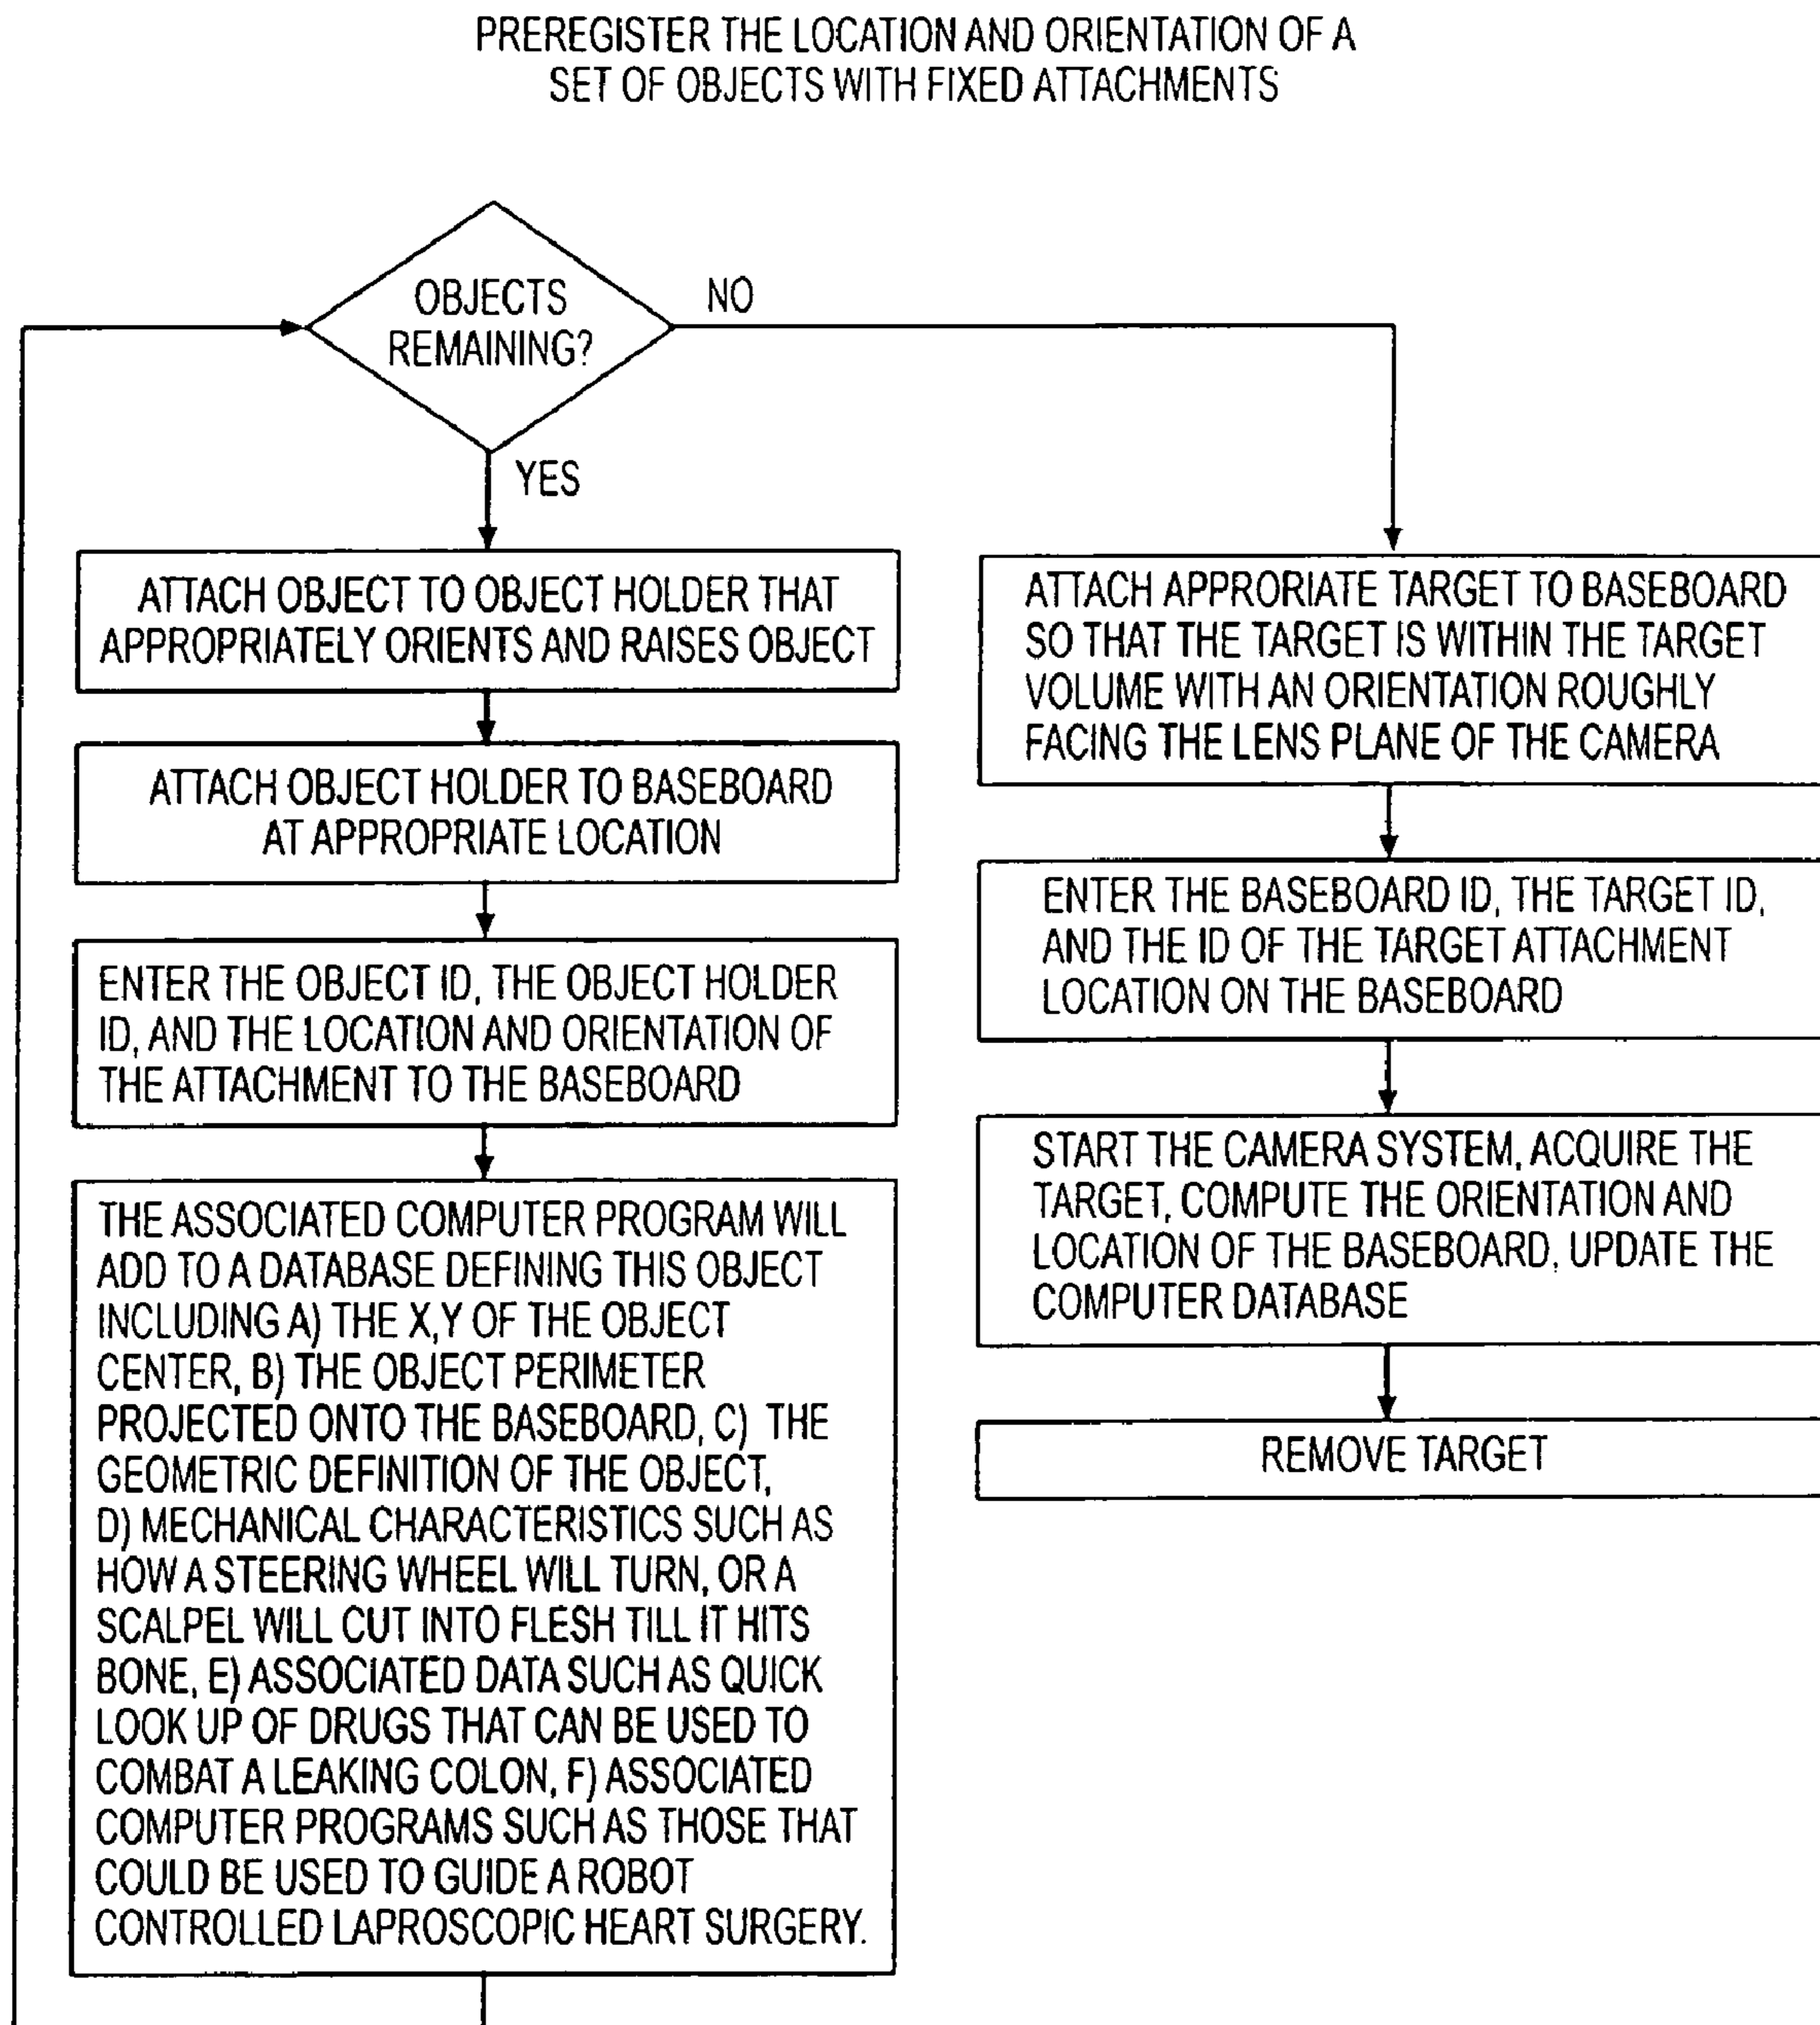 PREREGISTER THE LOCATION AND ORIENTATION OF A
SET OF OBJECTS WITH FIXED ATTACHMENTS
OBJECTS
REMAINING?
NO
YES
ATTACH OBJECT TO OBJECT HOLDER THAT
APPROPRIATELY ORIENTS AND RAISES OBJECT
ATTACH OBJECT HOLDER TO BASEBOARD
AT APPROPRIATE LOCATION
ENTER THE OBJECT ID, THE OBJECT HOLDER
ID, AND THE LOCATION AND ORIENTATION OF
THE ATTACHMENT TO THE BASEBOARD
THE ASSOCIATED COMPUTER PROGRAM WILL
ADD TO A DATABASE DEFINING THIS OBJECT
INCLUDING A) THE X,Y OF THE OBJECT
CENTER, B) THE OBJECT PERIMETER
PROJECTED ONTO THE BASEBOARD, C) THE
GEOMETRIC DEFINITION OF THE OBJECT,
D) MECHANICAL CHARACTERISTICS SUCH AS
HOW A STEERING WHEEL WILL TURN, OR A
SCALPEL WILL CUT INTO FLESH TILL IT HITS
BONE, E) ASSOCIATED DATA SUCH AS QUICK
LOOK UP OF DRUGS THAT CAN BE USED TO
COMBAT A LEAKING COLON, F) ASSOCIATED
COMPUTER PROGRAMS SUCH AS THOSE THAT
COULD BE USED TO GUIDE A ROBOT
CONTROLLED LAPROSCOPIC HEART SURGERY.
ATTACH APPRORIATE TARGET TO BASEBOARD
SO THAT THE TARGET IS WITHIN THE TARGET
VOLUME WITH AN ORIENTATION ROUGHLY
FACING THE LENS PLANE OF THE CAMERA
ENTER THE BASEBOARD ID, THE TARGET ID,
AND THE ID OF THE TARGET ATTACHMENT
LOCATION ON THE BASEBOARD
START THE CAMERA SYSTEM, ACQUIRE THE
TARGET, COMPUTE THE ORIENTATION AND
LOCATION OF THE BASEBOARD, UPDATE THE
COMPUTER DATABASE
REMOVE TARGET